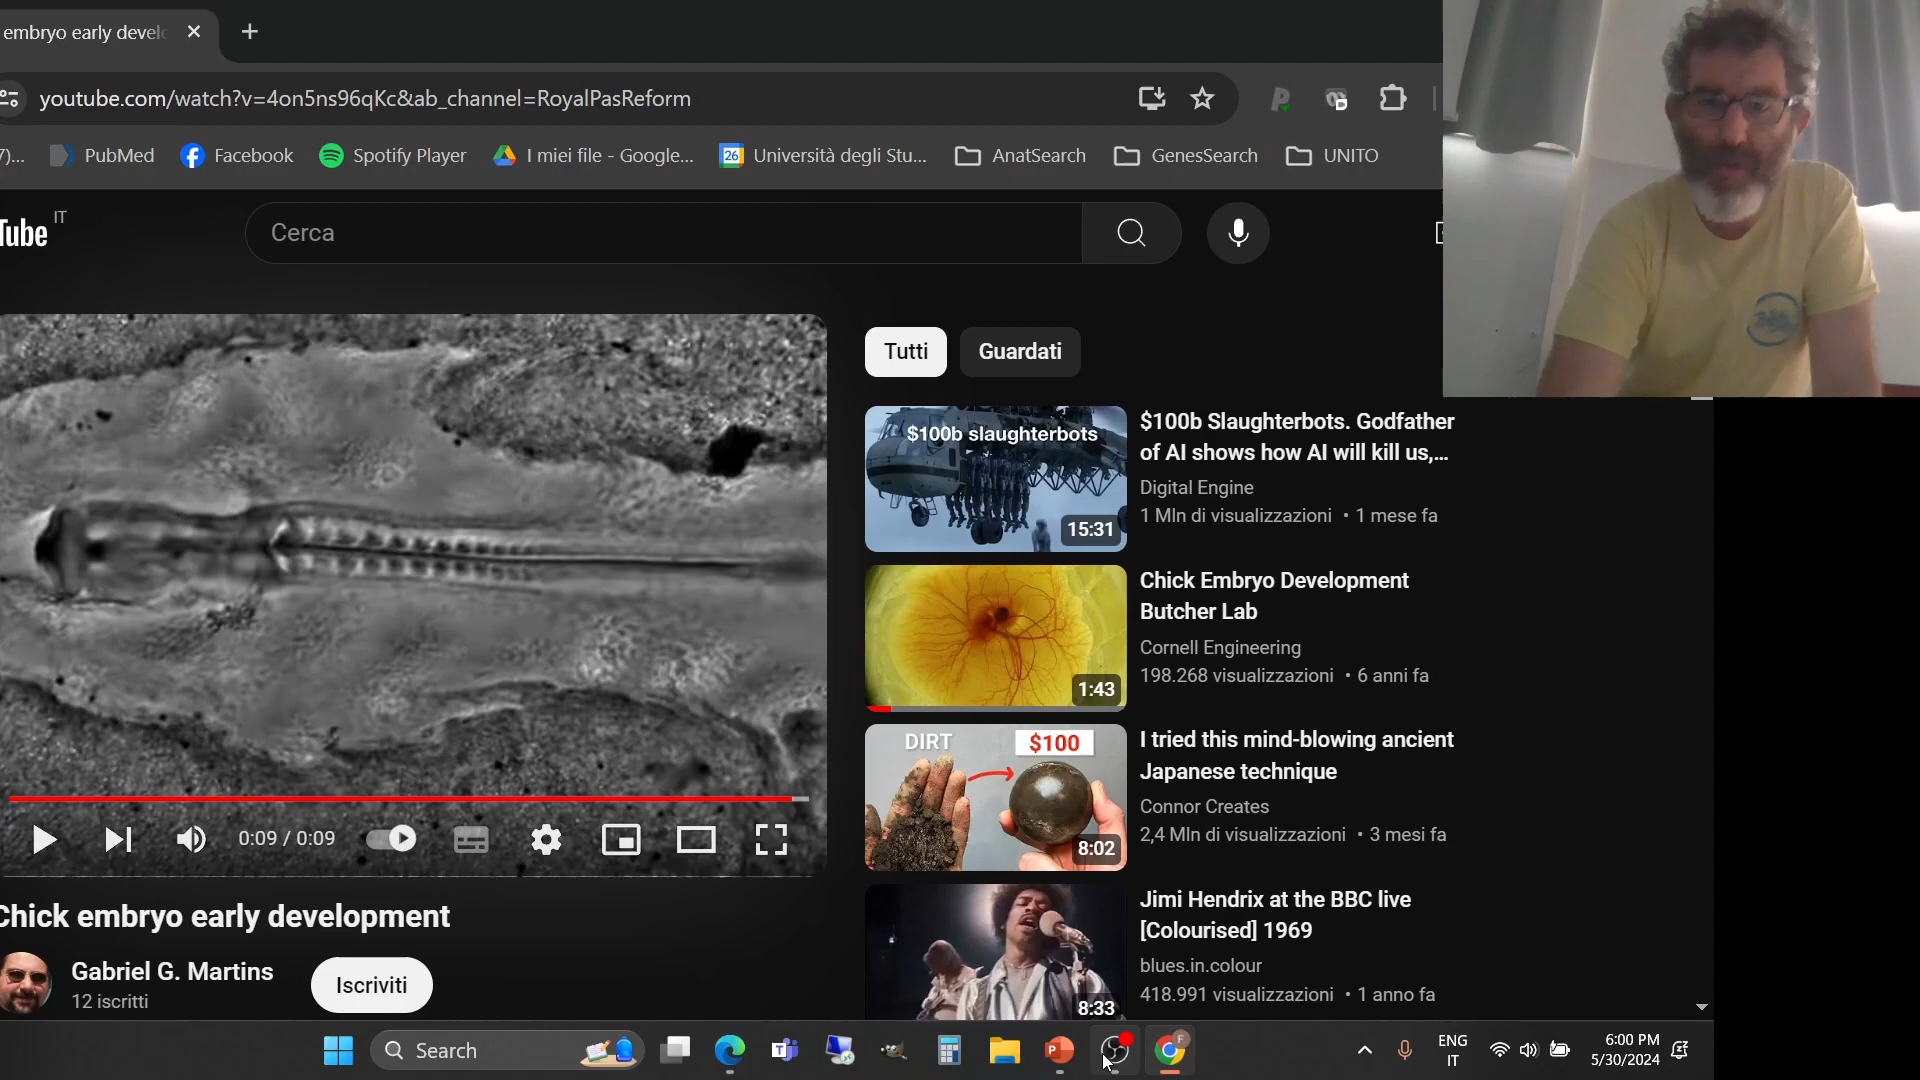 embryo early devel
youtube.com/watch?v=4on5ns96qKc&ab_channel=RoyalPasReform
7)...
PubMed
Facebook
Spotify Player
I miei file - Google...
26
Università degli Stu...
AnatSearch
GenesSearch
UNITO
Tube
IT
Cerca
Tutti
Guardati
$100b slaughterbots
15:31
$100b Slaughterbots. Godfather
of AI shows how AI will kill us,...
Digital Engine
1 Mln di visualizzazioni • 1 mese fa
1:43
Chick Embryo Development
Butcher Lab
Cornell Engineering
198.268 visualizzazioni • 6 anni fa
DIRT
$100
8:02
I tried this mind-blowing ancient
Japanese technique
Connor Creates
2,4 Mln di visualizzazioni • 3 mesi fa
8:33
Jimi Hendrix at the BBC live
[Colourised] 1969
blues.in.colour
418.991 visualizzazioni • 1 anno fa
0:09 / 0:09
Chick embryo early development
Gabriel G. Martins
12 iscritti
Iscriviti
Search
F
ENG
IT
6:00 PM
5/30/2024